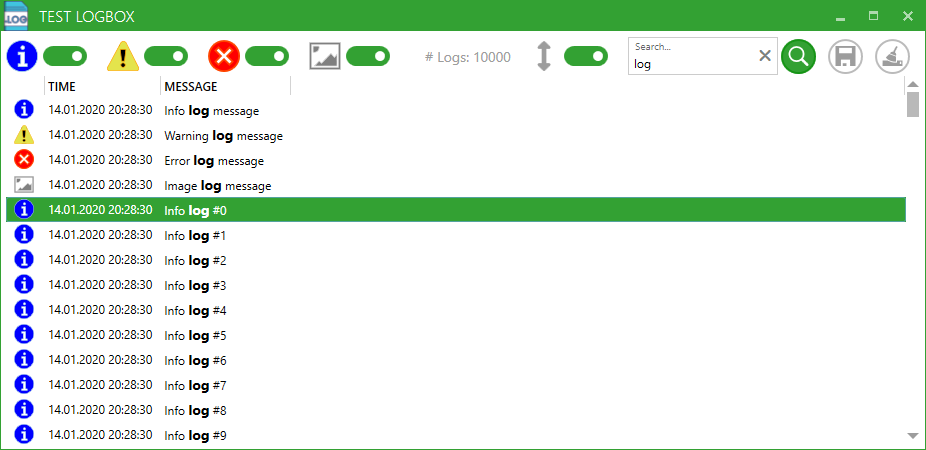 .LOG
TEST LOGBOX
# Logs: 10000
Search...
log
TIME MESSAGE
14.01.2020 20:28:30 Info log message
14.01.2020 20:28:30 Warning log message
14.01.2020 20:28:30 Error log message
14.01.2020 20:28:30 Image log message
14.01.2020 20:28:30 Info log #0
14.01.2020 20:28:30 Info log #1
14.01.2020 20:28:30 Info log #2
14.01.2020 20:28:30 Info log #3
14.01.2020 20:28:30 Info log #4
14.01.2020 20:28:30 Info log #5
14.01.2020 20:28:30 Info log #6
14.01.2020 20:28:30 Info log #7
14.01.2020 20:28:30 Info log #8
14.01.2020 20:28:30 Info log #9